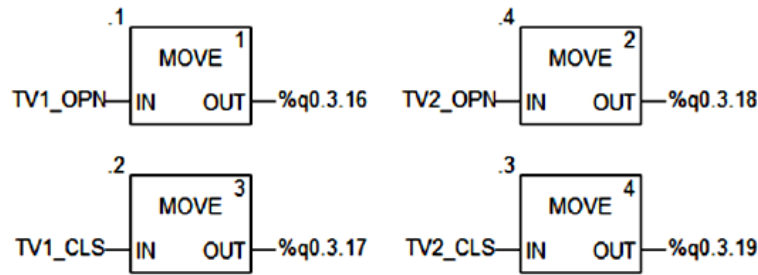 .1 .4
1 2
MOVE MOVE
TV1_OPN IN OUT %q0.3.16 TV2_OPN IN OUT %q0.3.18
.2 .3
3 4
MOVE MOVE
TV1_CLS IN OUT %q0.3.17 TV2_CLS IN OUT %q0.3.19